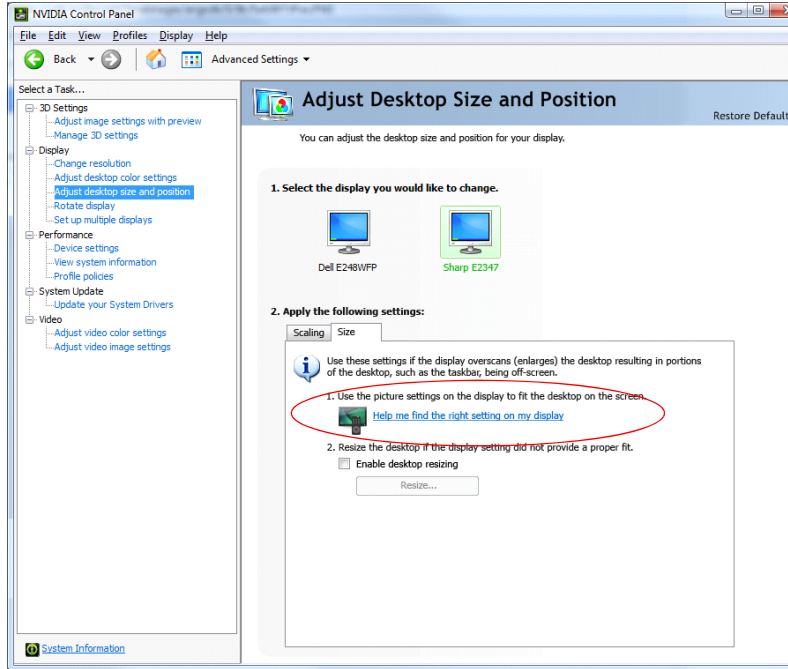 NVIDIA Control Panel
File Edit View Profiles Display Help
Back Advanced Settings
Select a Task...
3D Settings
Adjust image settings with preview
Manage 3D settings
Display
Change resolution
Adjust desktop color settings
Adjust desktop size and position
Rotate display
Set up multiple displays
Performance
Device settings
View system information
Profile policies
System Update
Update your System Drivers
Video
Adjust video color settings
Adjust video image settings
System Information
Adjust Desktop Size and Position
Restore Default
You can adjust the desktop size and position for your display.
1. Select the display you would like to change.
Dell E248WFP Sharp E2347
2. Apply the following settings:
Scaling Size
Use these settings if the display overscans (enlarges) the desktop resulting in portions
of the desktop, such as the taskbar, being off-screen.
1. Use the picture settings on the display to fit the desktop on the screen.
Help me find the right setting on my display
2. Resize the desktop if the display setting did not provide a proper fit.
Enable desktop resizing
Resize...